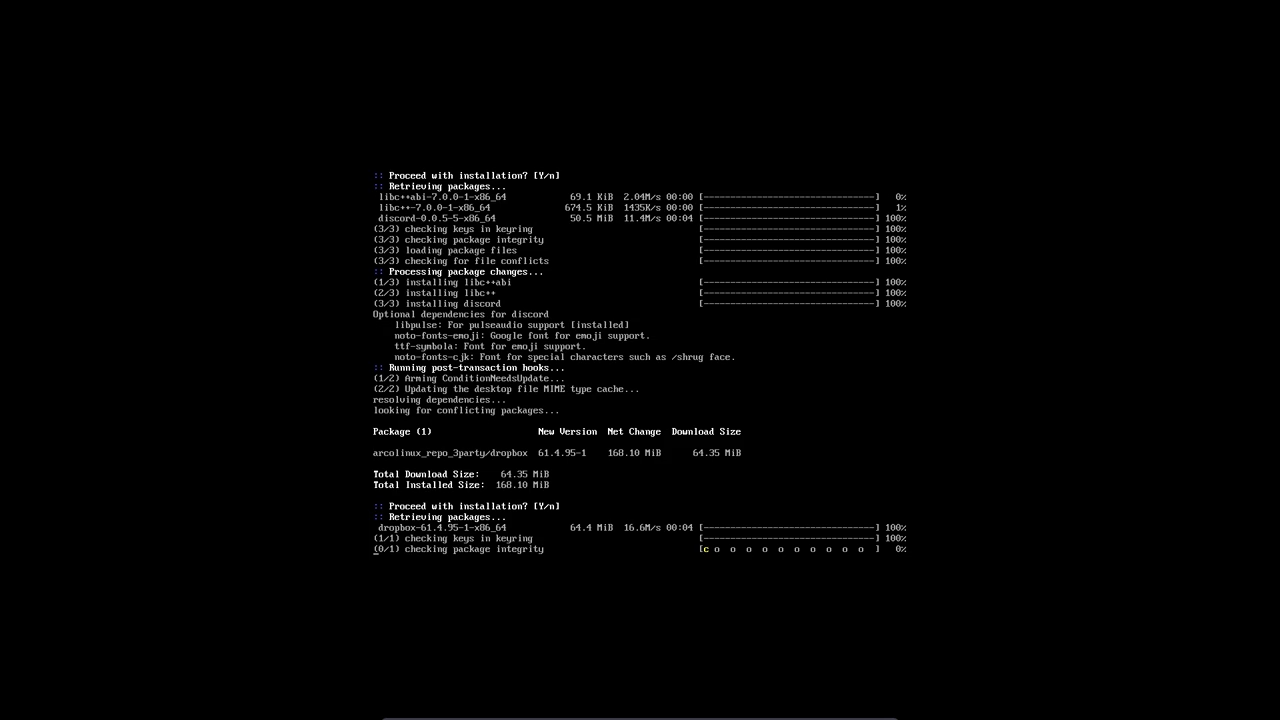 :: Proceed with installation? [Y/n]
:: Retrieving packages...
libc++abi-7.0.0-1-x86_64 69.1 KiB 2.04M/s 00:00 [--------------------------------] 0%
libc++-7.0.0-1-x86_64 674.5 KiB 1435K/s 00:00 [--------------------------------] 1%
discord-0.0.5-5-x86_64 50.5 MiB 11.4M/s 00:04 [--------------------------------] 100%
(3/3) checking keys in keyring [--------------------------------] 100%
(3/3) checking package integrity [--------------------------------] 100%
(3/3) loading package files [--------------------------------] 100%
(3/3) checking for file conflicts [--------------------------------] 100%
:: Processing package changes...
(1/3) installing libc++abi [--------------------------------] 100%
(2/3) installing libc++ [--------------------------------] 100%
(3/3) installing discord [--------------------------------] 100%
Optional dependencies for discord
libpulse: For pulseaudio support [installed]
noto-fonts-emoji: Google font for emoji support.
ttf-symbola: Font for emoji support.
noto-fonts-cjk: Font for special characters such as /shrug face.
:: Running post-transaction hooks...
(1/2) Arming ConditionNeedsUpdate...
(2/2) Updating the desktop file MIME type cache...
resolving dependencies...
looking for conflicting packages...
Package (1) New Version Net Change Download Size
arcolinux_repo_3party/dropbox 61.4.95-1 168.10 MiB 64.35 MiB
Total Download Size: 64.35 MiB
Total Installed Size: 168.10 MiB
:: Proceed with installation? [Y/n]
:: Retrieving packages...
dropbox-61.4.95-1-x86_64 64.4 MiB 16.6M/s 00:04 [--------------------------------] 100%
(1/1) checking keys in keyring [--------------------------------] 100%
(0/1) checking package integrity [c o o o o o o o o o o ] 0%